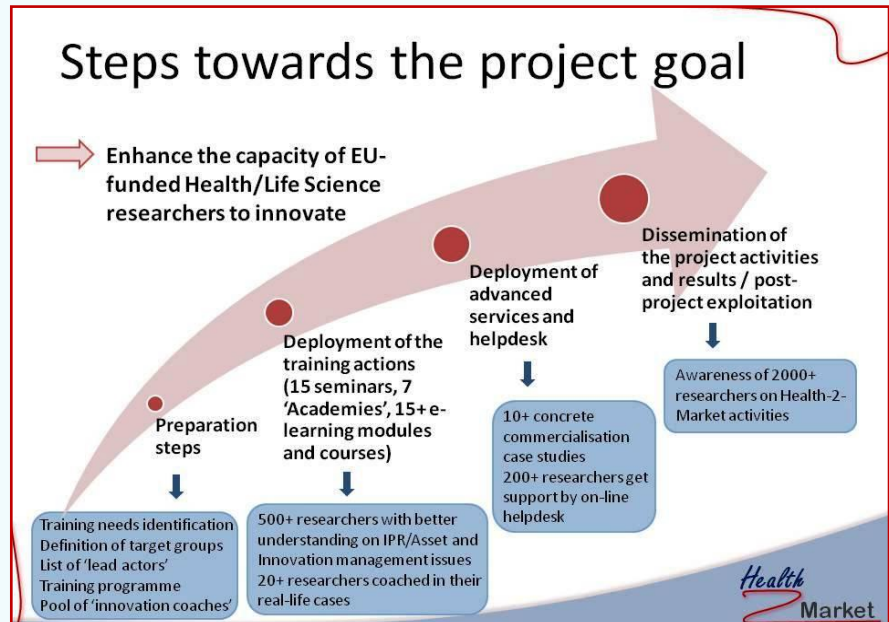 Steps towards the project goal
Enhance the capacity of EU-
funded Health/Life Science
researchers to innovate
Preparation
steps
Training needs identification
Definition of target groups
List of ‘lead actors’
Training programme
Pool of ‘innovation coaches’
Deployment of the
training actions
(15 seminars, 7
‘Academies’, 15+ e-
learning modules
and courses)
500+ researchers with better
understanding on IPR/Asset and
Innovation management issues
20+ researchers coached in their
real-life cases
Deployment of
advanced
services and
helpdesk
10+ concrete
commercialisation
case studies
200+ researchers get
support by on-line
helpdesk
Dissemination of
the project activities
and results / post-
project exploitation
Awareness of 2000+
researchers on Health-2-
Market activities
Health
2
Market